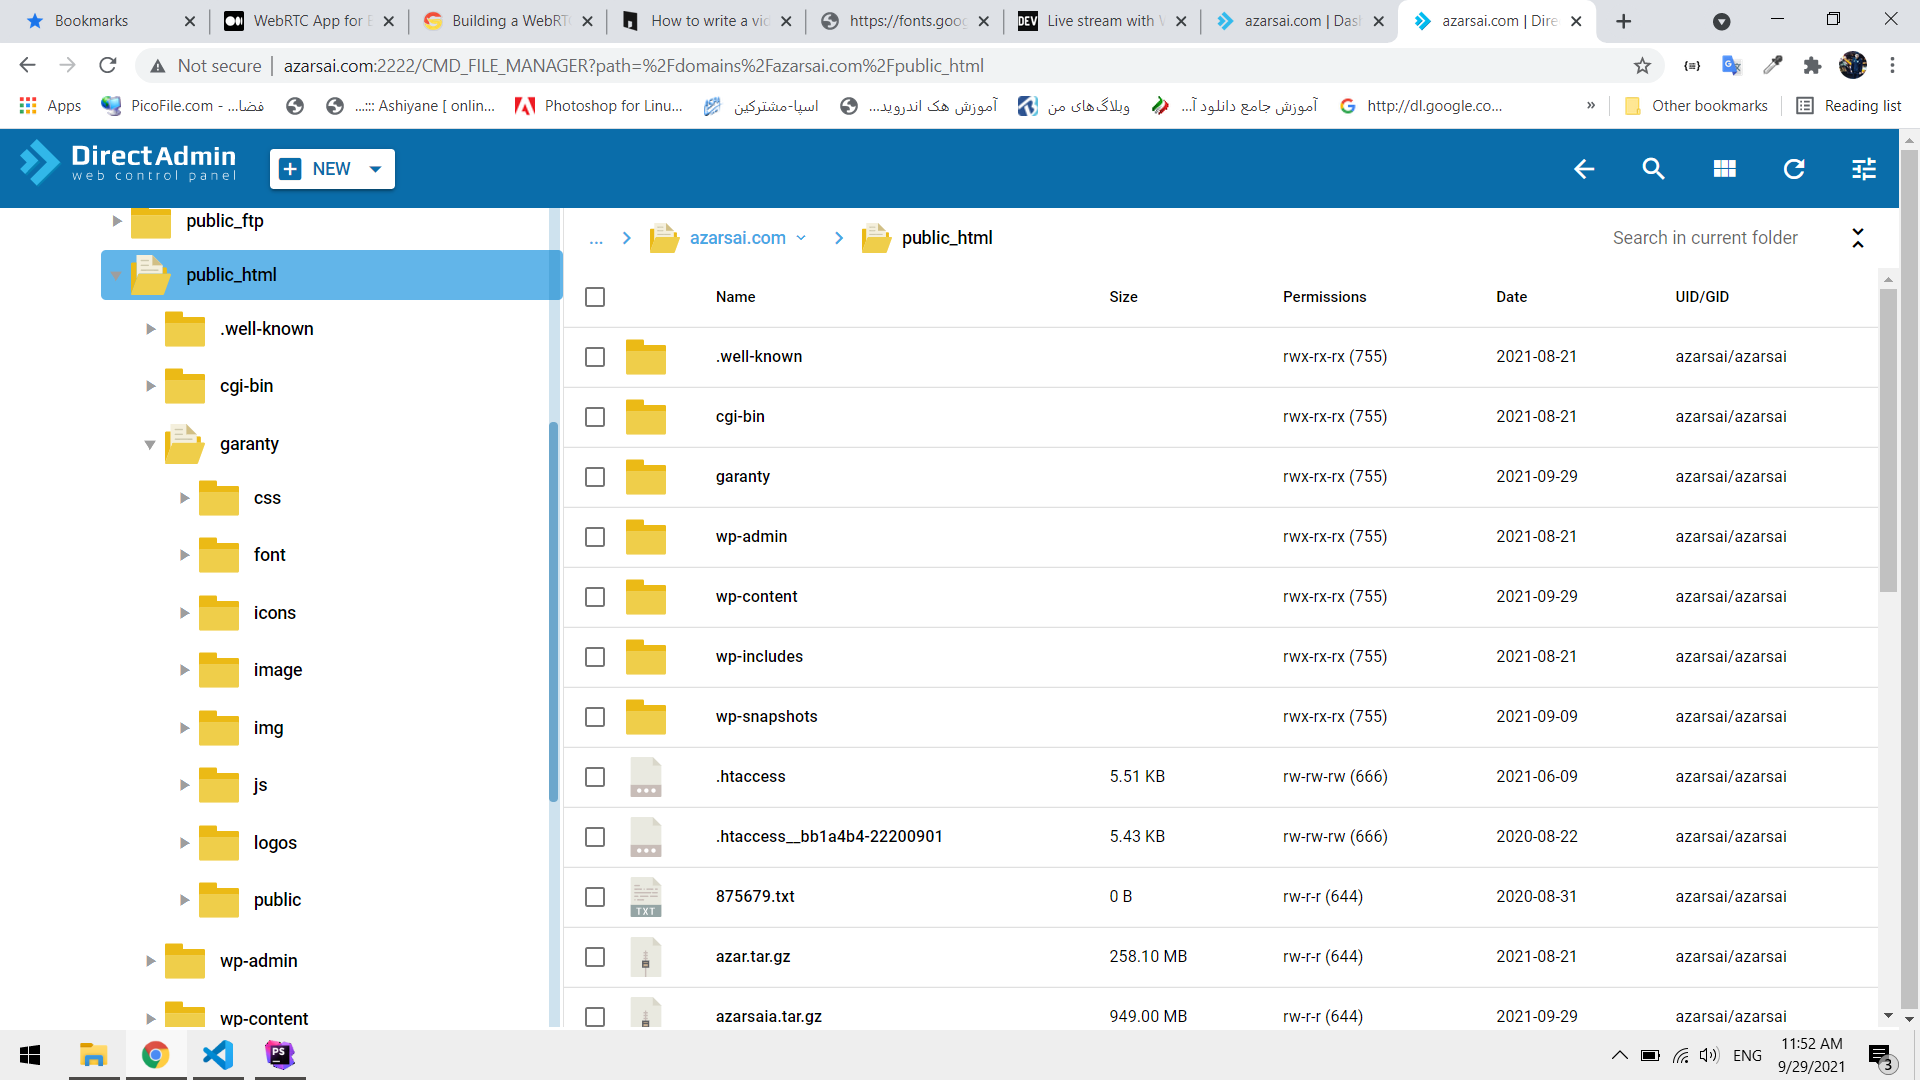 Bookmarks
WebRTC App for
Building a WebRTC
How to write a vid
https://fonts.goog
DEV
Live stream with
azarsai.com | Dash
azarsai.com | Dire
Not secure
azarsai.com:2222/CMD_FILE_MANAGER?path=%2Fdomains%2Fazarsai.com%2Fpublic_html
Apps
PicoFile.com - فضا...
...::: Ashiyane [ onlin...
Photoshop for Linu...
اسپا-مشترکین
آموزش هک اندروید...
وبلاگ‌های من
آموزش جامع دانلود آ...
http://dl.google.co...
»
Other bookmarks
Reading list
DirectAdmin
web control panel
NEW
public_ftp
public_html
.well-known
cgi-bin
garanty
css
font
icons
image
img
js
logos
public
wp-admin
wp-content
...
azarsai.com
public_html
Search in current folder
Name Size Permissions Date UID/GID
.well-known rwx-rx-rx (755) 2021-08-21 azarsai/azarsai
cgi-bin rwx-rx-rx (755) 2021-08-21 azarsai/azarsai
garanty rwx-rx-rx (755) 2021-09-29 azarsai/azarsai
wp-admin rwx-rx-rx (755) 2021-08-21 azarsai/azarsai
wp-content rwx-rx-rx (755) 2021-09-29 azarsai/azarsai
wp-includes rwx-rx-rx (755) 2021-08-21 azarsai/azarsai
wp-snapshots rwx-rx-rx (755) 2021-09-09 azarsai/azarsai
.htaccess 5.51 KB rw-rw-rw (666) 2021-06-09 azarsai/azarsai
.htaccess__bb1a4b4-22200901 5.43 KB rw-rw-rw (666) 2020-08-22 azarsai/azarsai
TXT
875679.txt 0 B rw-r-r (644) 2020-08-31 azarsai/azarsai
azar.tar.gz 258.10 MB rw-r-r (644) 2021-08-21 azarsai/azarsai
azarsaia.tar.gz 949.00 MB rw-r-r (644) 2021-09-29 azarsai/azarsai
PS
ENG
11:52 AM
9/29/2021
3